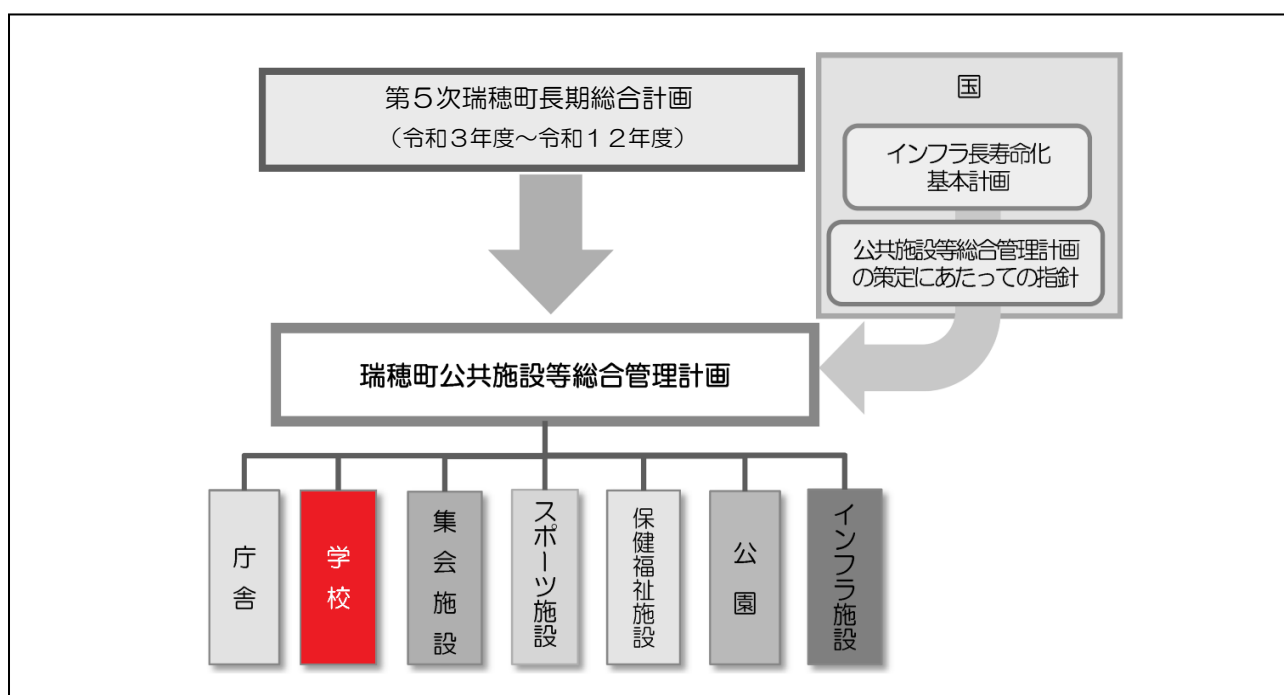 第５次瑞穂町長期総合計画
（令和３年度～令和１２年度）
国
インフラ長寿命化
基本計画
公共施設等総合管理計画
の策定にあたっての指針
瑞穂町公共施設等総合管理計画
庁舎
学校
集会施設
スポーツ施設
保健福祉施設
公園
インフラ施設